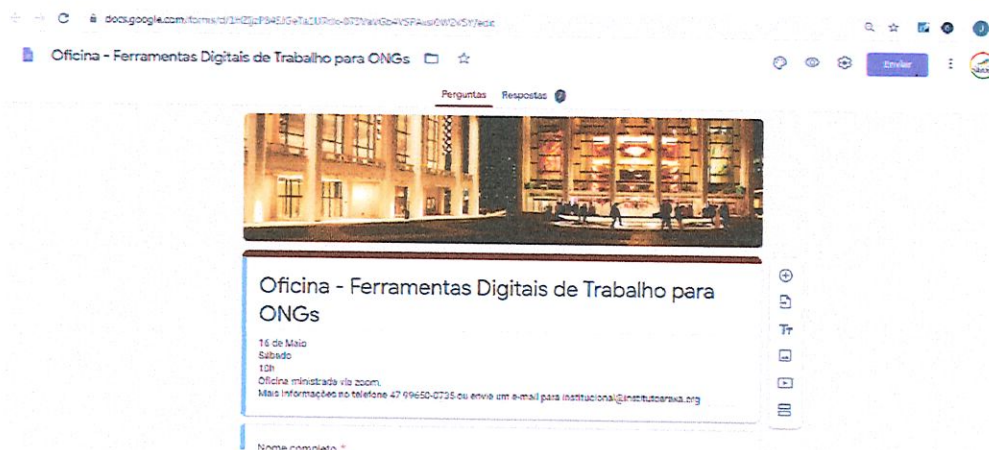 docs.google.com/forms/d/
Oficina - Ferramentas Digitais de Trabalho para ONGs
Enviar
Perguntas Respostas
Oficina - Ferramentas Digitais de Trabalho para
ONGs
16 de Maio
Sábado
10h
Oficina ministrada via zoom.
Mais informações no telefone 47 99650-0735 ou envie um e-mail para institucional@institutoarxa.org
Tт
Nome completo *